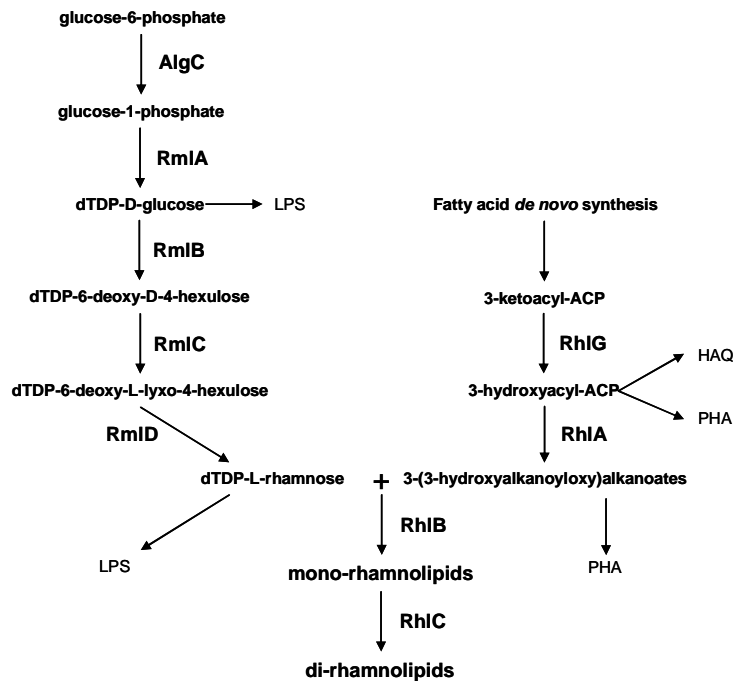 glucose-6-phosphate
AlgC
glucose-1-phosphate
RmlA
dTDP-D-glucose
LPS
Fatty acid de novo synthesis
RmlB
dTDP-6-deoxy-D-4-hexulose
3-ketoacyl-ACP
RmlC
RhlG
HAQ
dTDP-6-deoxy-L-lyxo-4-hexulose
3-hydroxyacyl-ACP
PHA
RmlD
RhlA
dTDP-L-rhamnose
+
3-(3-hydroxyalkanoyloxy)alkanoates
RhlB
LPS
mono-rhamnolipids
PHA
RhlC
di-rhamnolipids